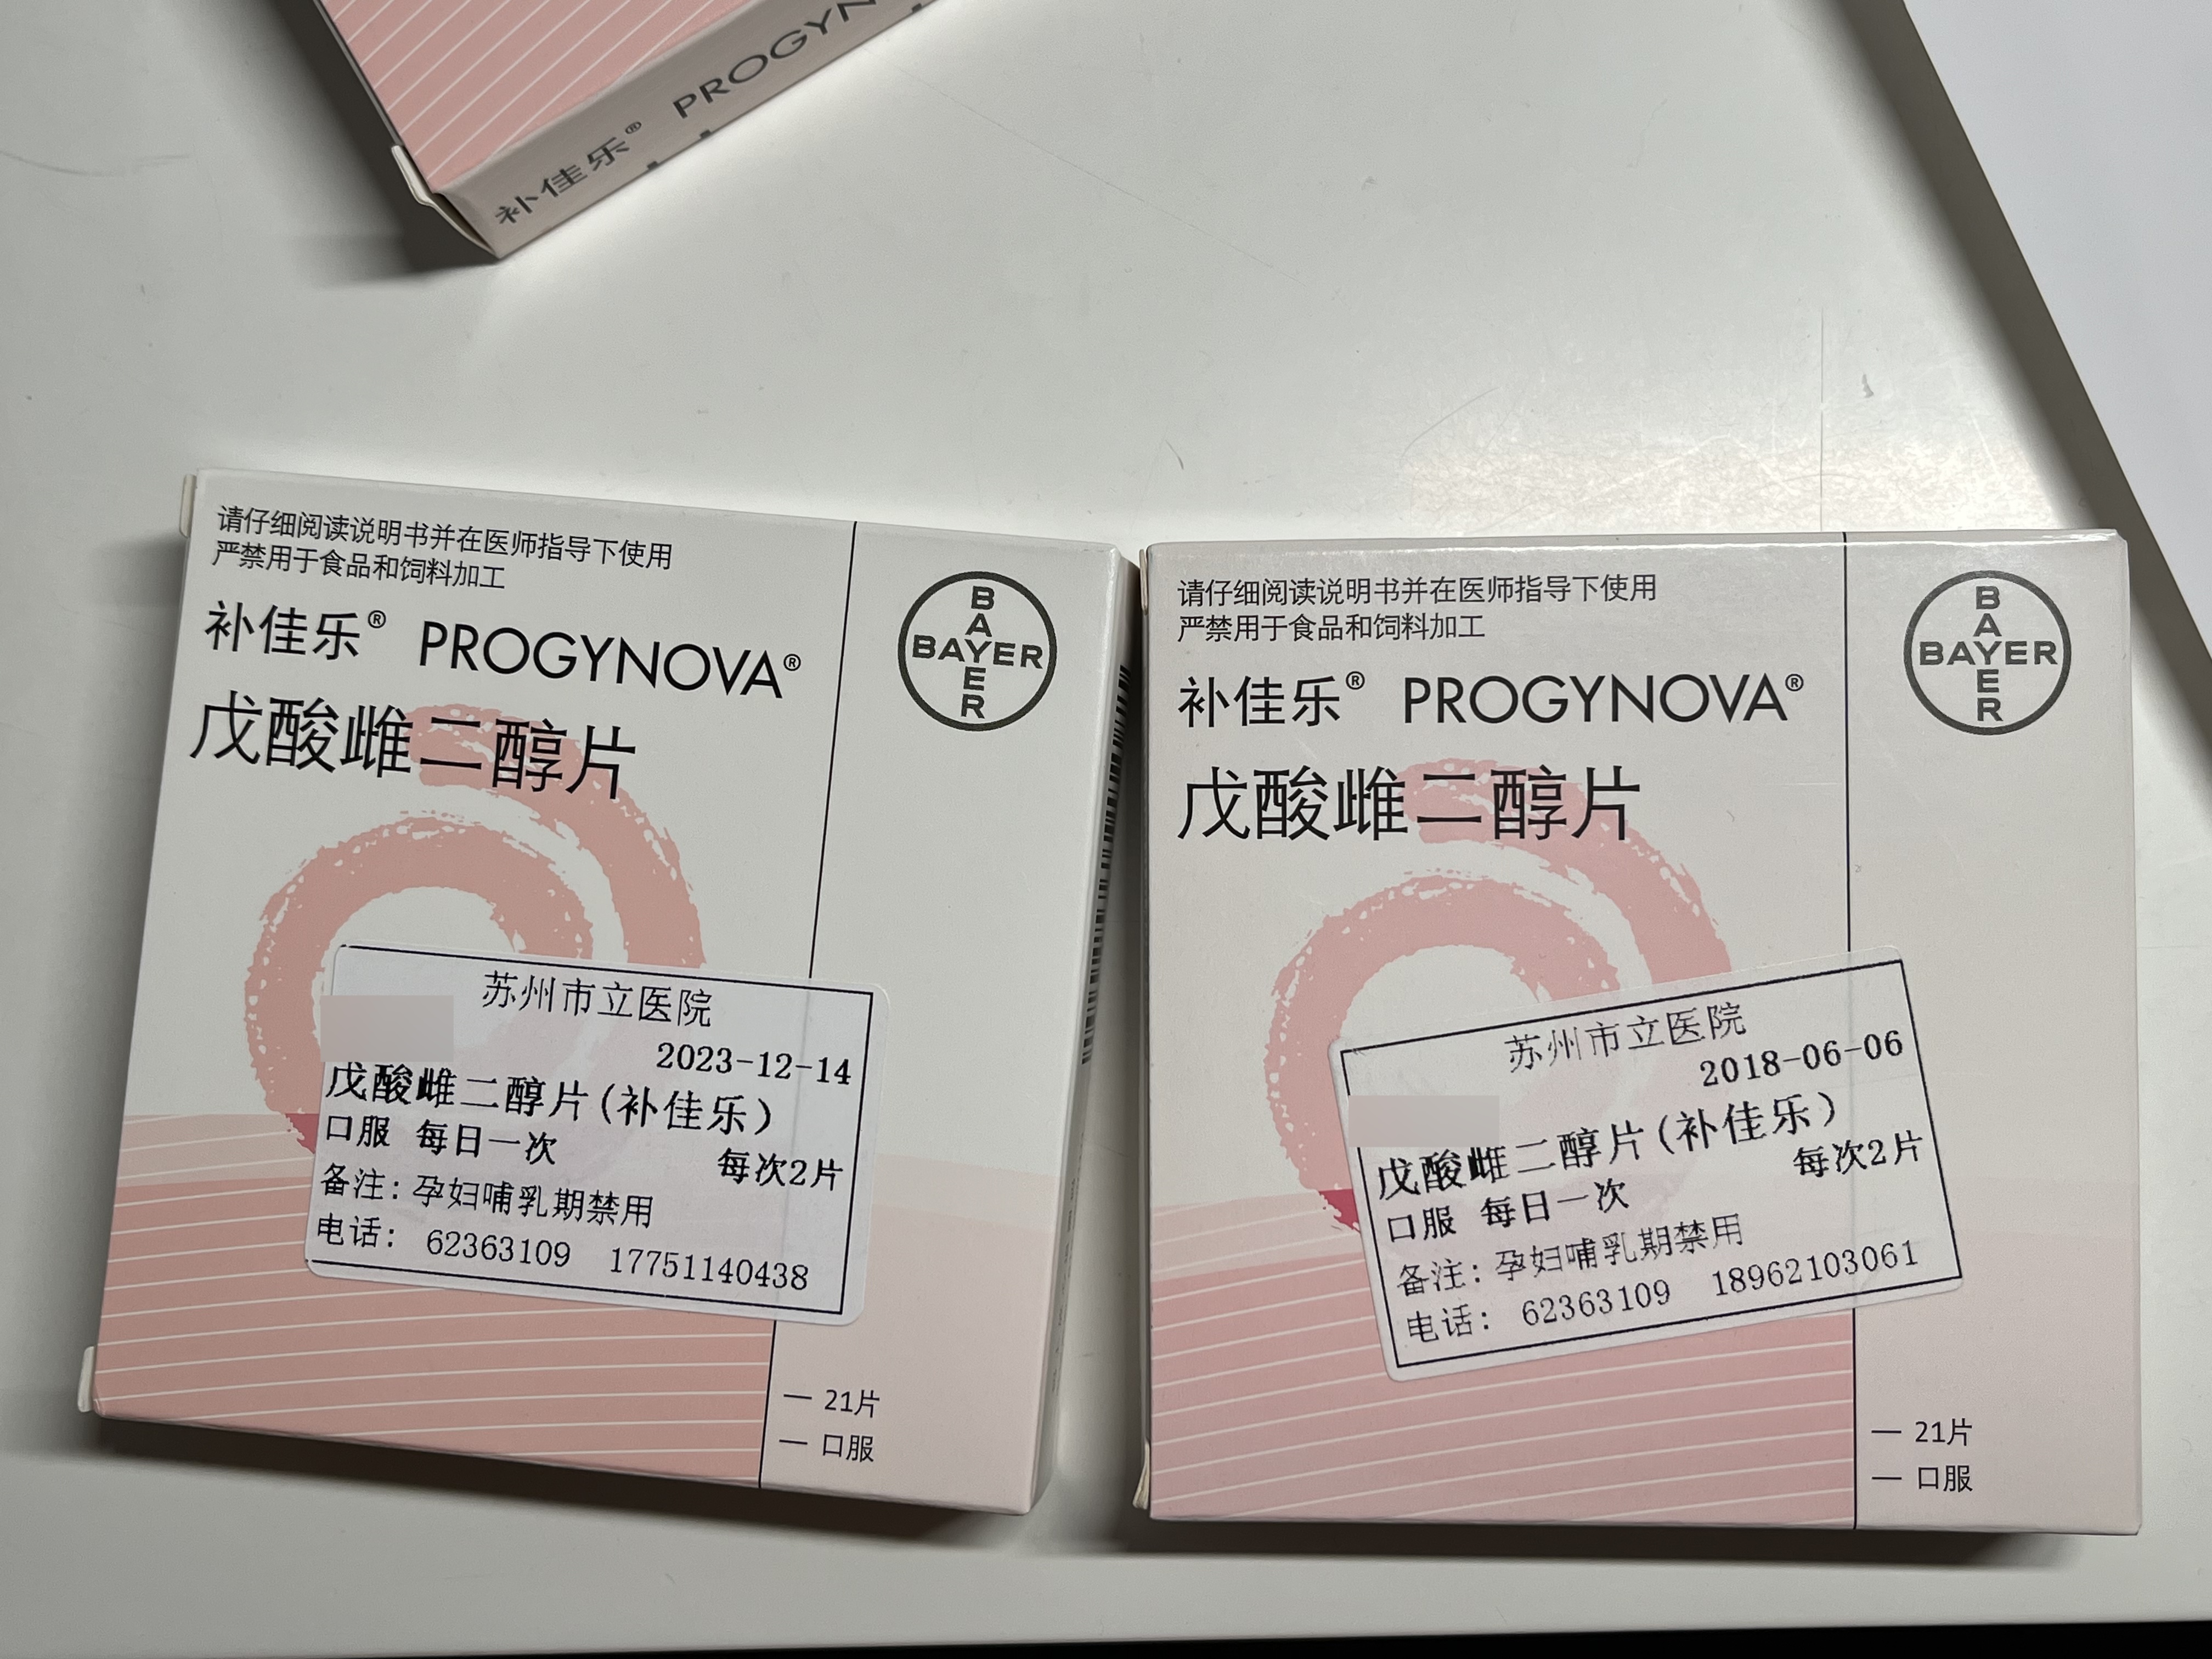 补佳乐® PROGYN
请仔细阅读说明书并在医师指导下使用
严禁用于食品和饲料加工
补佳乐® PROGYNOVA®
戊酸雌二醇片
BAYER
BAYER
苏州市立医院
2023-12-14
戊酸雌二醇片(补佳乐)
口服 每日一次 每次2片
备注: 孕妇哺乳期禁用
电话: 62363109 17751140438
21片
口服
请仔细阅读说明书并在医师指导下使用
严禁用于食品和饲料加工
补佳乐® PROGYNOVA®
戊酸雌二醇片
BAYER
BAYER
苏州市立医院
2018-06-06
戊酸雌二醇片(补佳乐)
口服 每日一次 每次2片
备注: 孕妇哺乳期禁用
电话: 62363109 18962103061
21片
口服